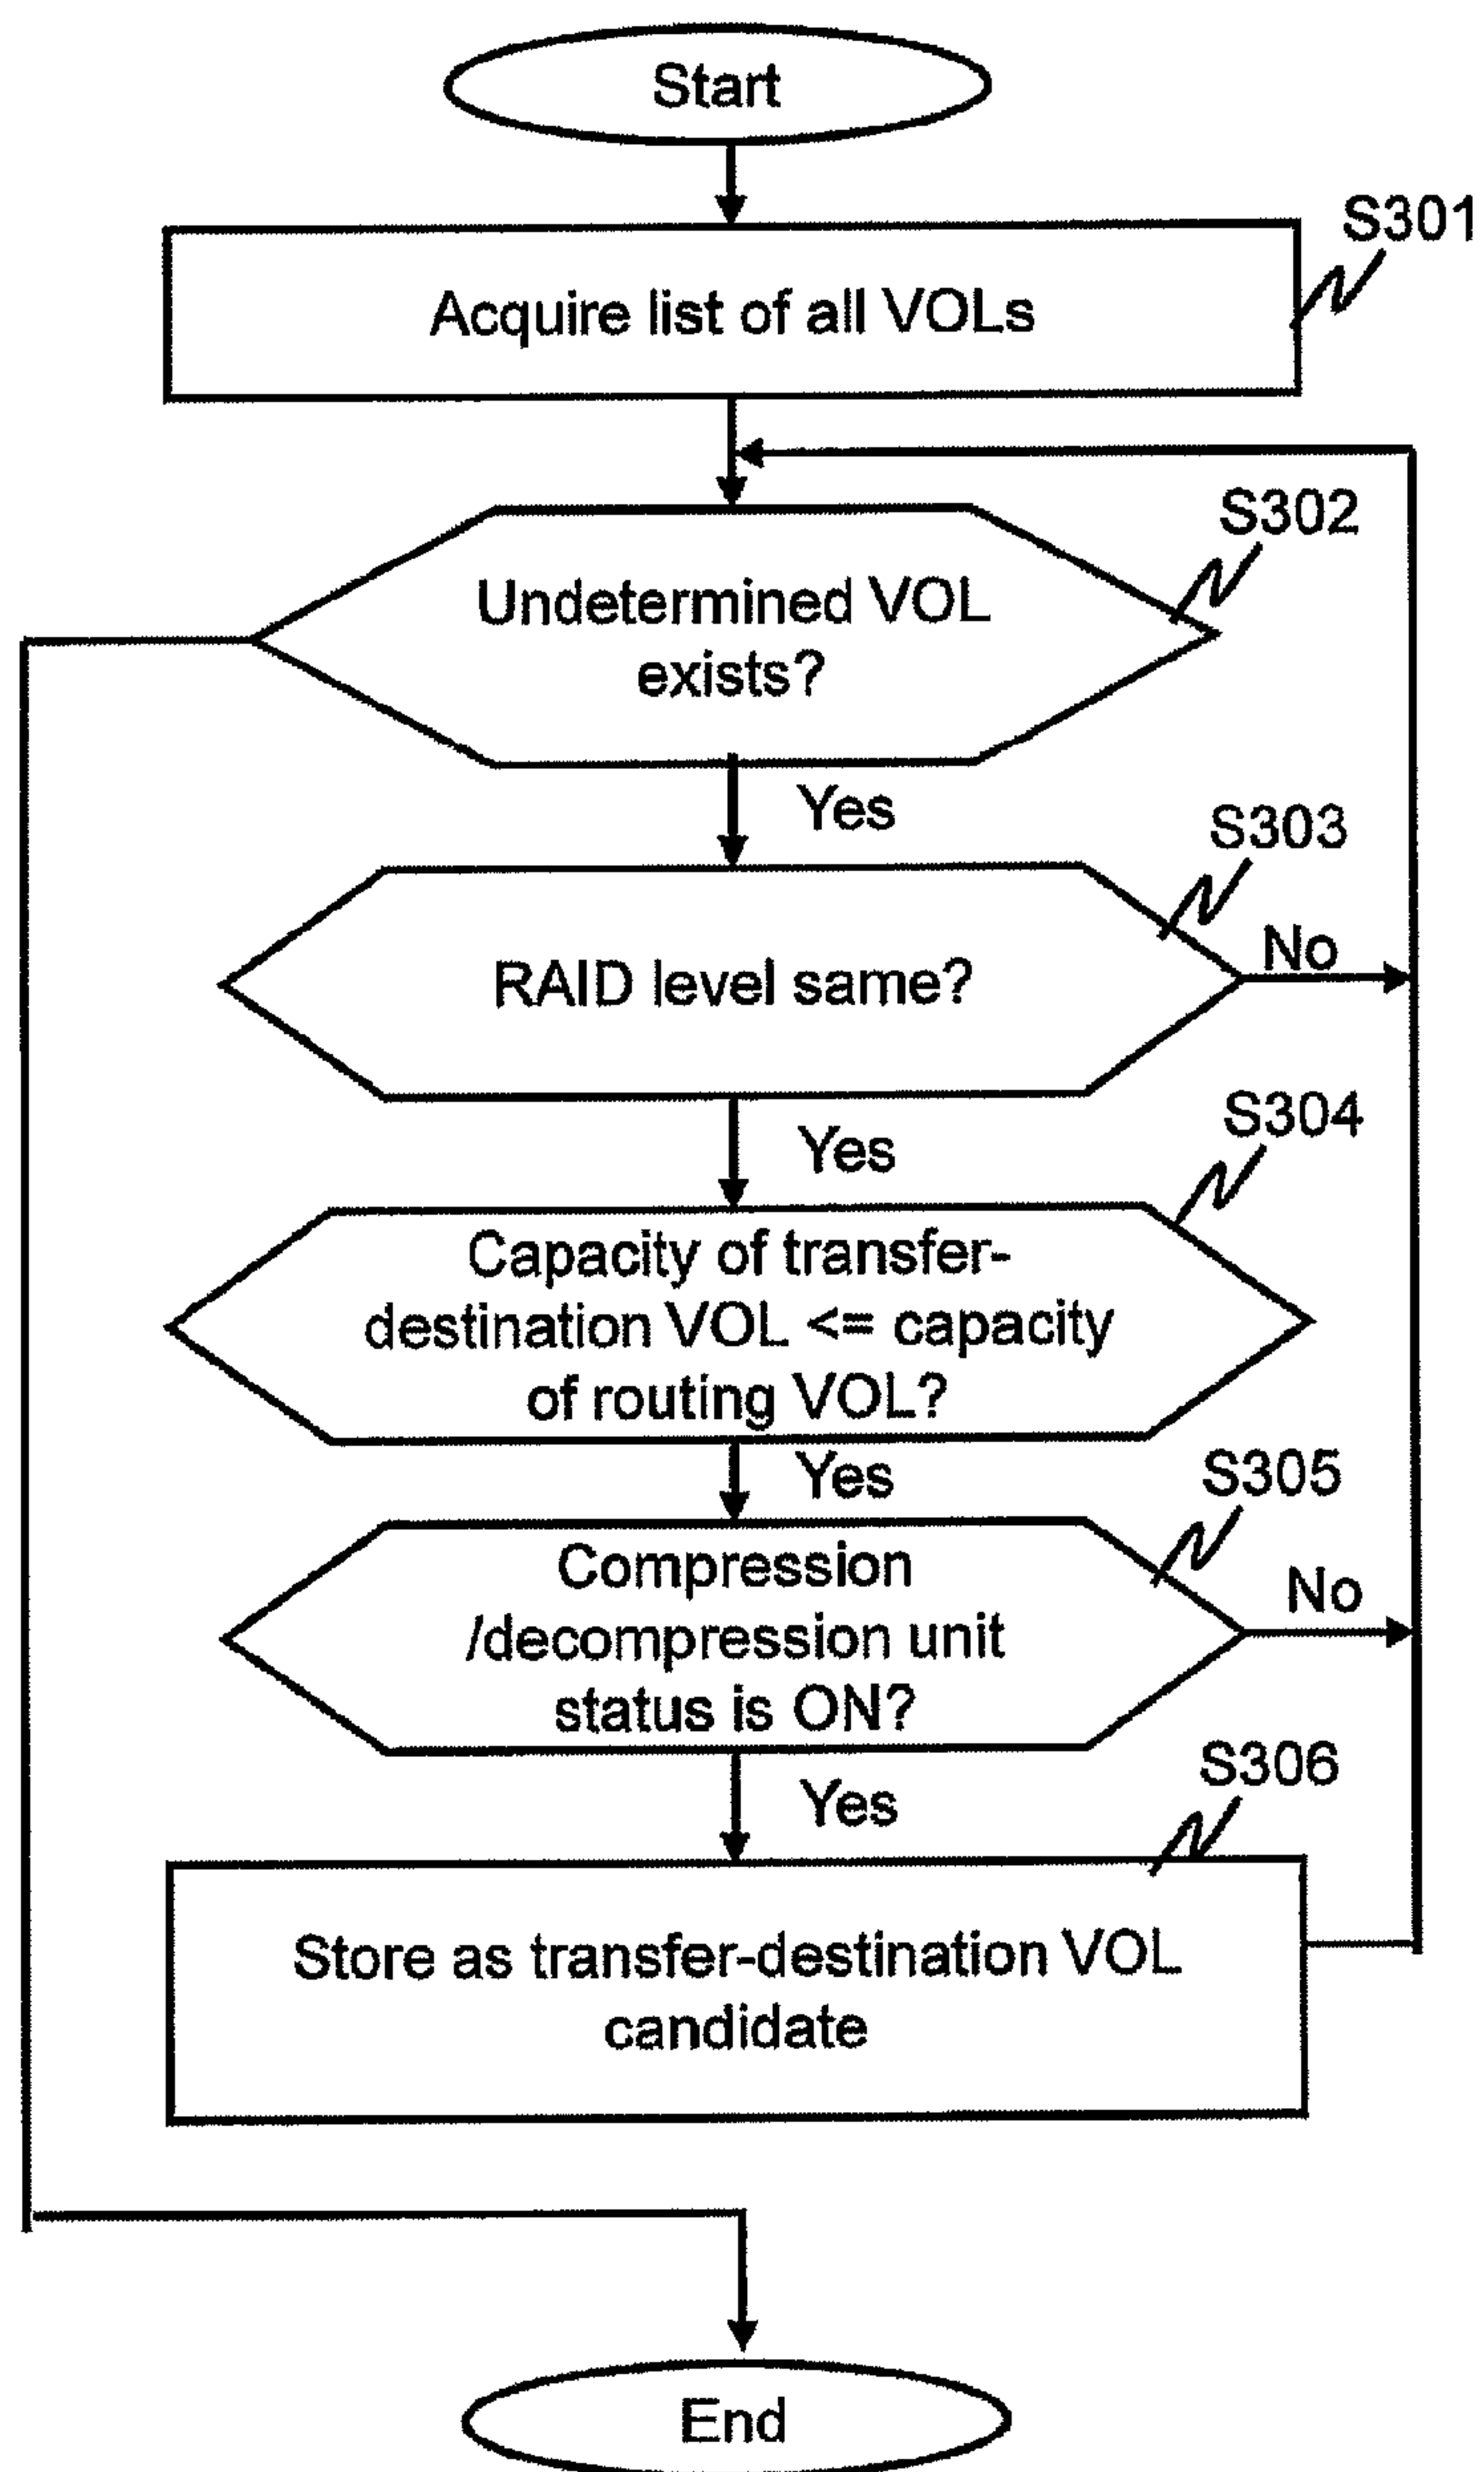 Start
S301
Acquire list of all VOLs
S302
Undetermined VOL
exists?
Yes
S303
RAID level same?
No
Yes
S304
Capacity of transfer-
destination VOL <= capacity
of routing VOL?
Yes
S305
Compression
/decompression unit
status is ON?
No
Yes
S306
Store as transfer-destination VOL
candidate
End